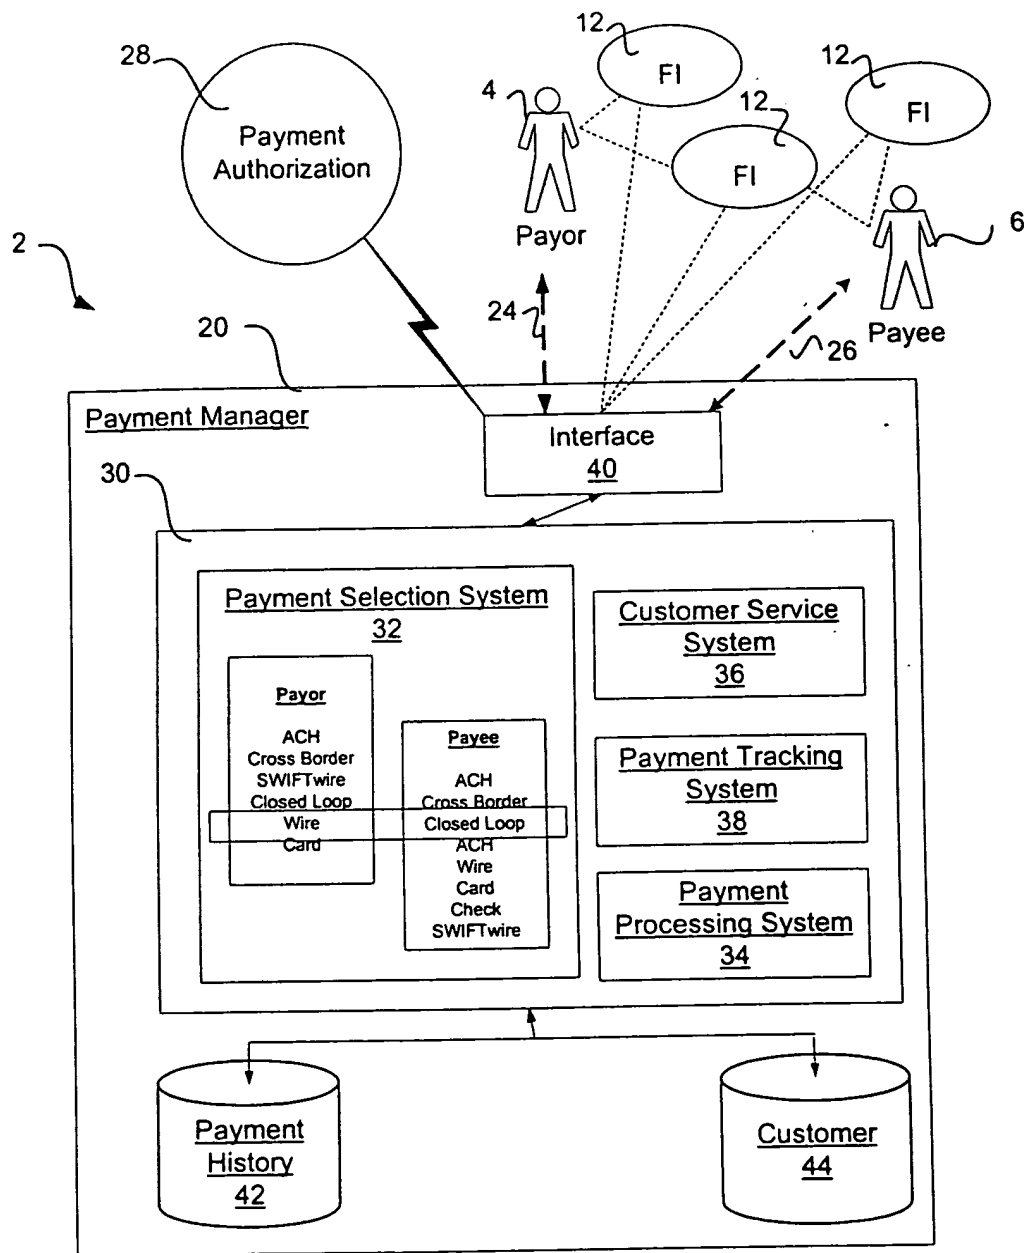 12
28
4
FI
12
12
FI
Payment
Authorization
FI
Payor
6
2
24
Payee
20
26
Payment Manager
Interface
40
30
Payment Selection System
32
Customer Service
System
36
Payor
ACH
Cross Border
SWIFTwire
Closed Loop
Wire
Card
Payee
ACH
Cross Border
Closed Loop
ACH
Wire
Card
Check
SWIFTwire
Payment Tracking
System
38
Payment
Processing System
34
Payment
History
42
Customer
44